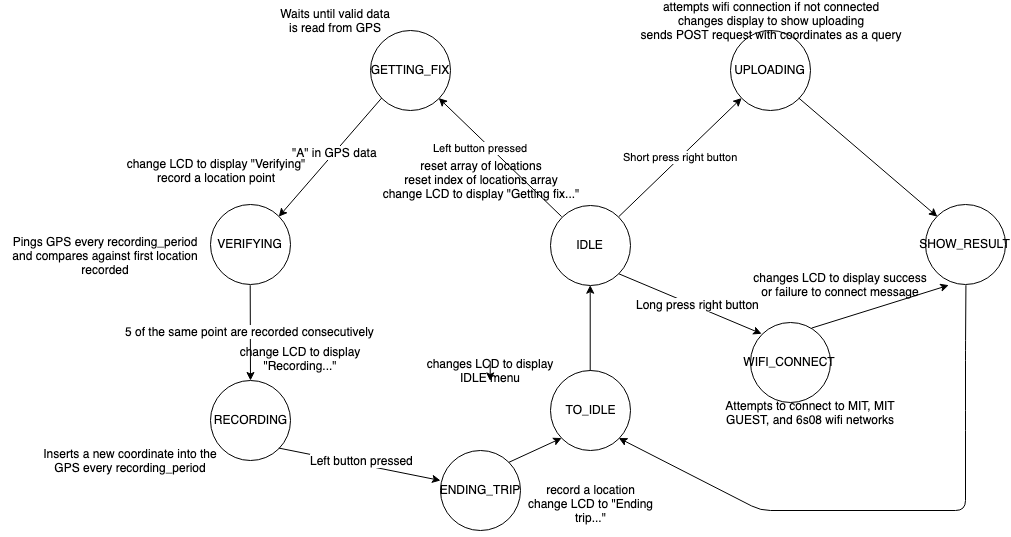 Waits until valid data
is read from GPS
GETTING_FIX
attempts wifi connection if not connected
changes display to show uploading
sends POST request with coordinates as a query
UPLOADING
"A" in GPS data
change LCD to display "Verifying"
record a location point
Left button pressed
reset array of locations
reset index of locations array
change LCD to display "Getting fix..."
Short press right button
VERIFYING
Pings GPS every recording_period
and compares against first location
recorded
IDLE
SHOW_RESULT
changes LCD to display success
or failure to connect message
Long press right button
5 of the same point are recorded consecutively
change LCD to display
"Recording..."
changes LCD to display
IDLE menu
WIFI_CONNECT
Attempts to connect to MIT, MIT
GUEST, and 6s08 wifi networks
RECORDING
TO_IDLE
Inserts a new coordinate into the
GPS every recording_period
Left button pressed
ENDING_TRIP
record a location
change LCD to "Ending
trip..."